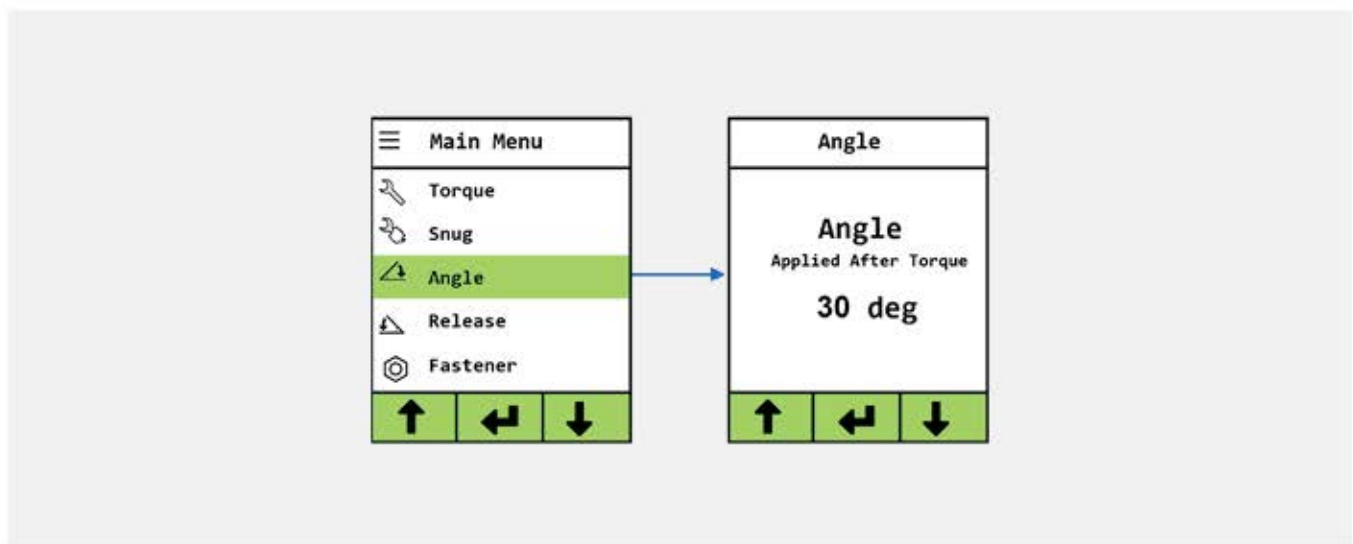 Main Menu
Torque
Snug
Angle
Release
Fastener
Angle
Angle
Applied After Torque
30 deg